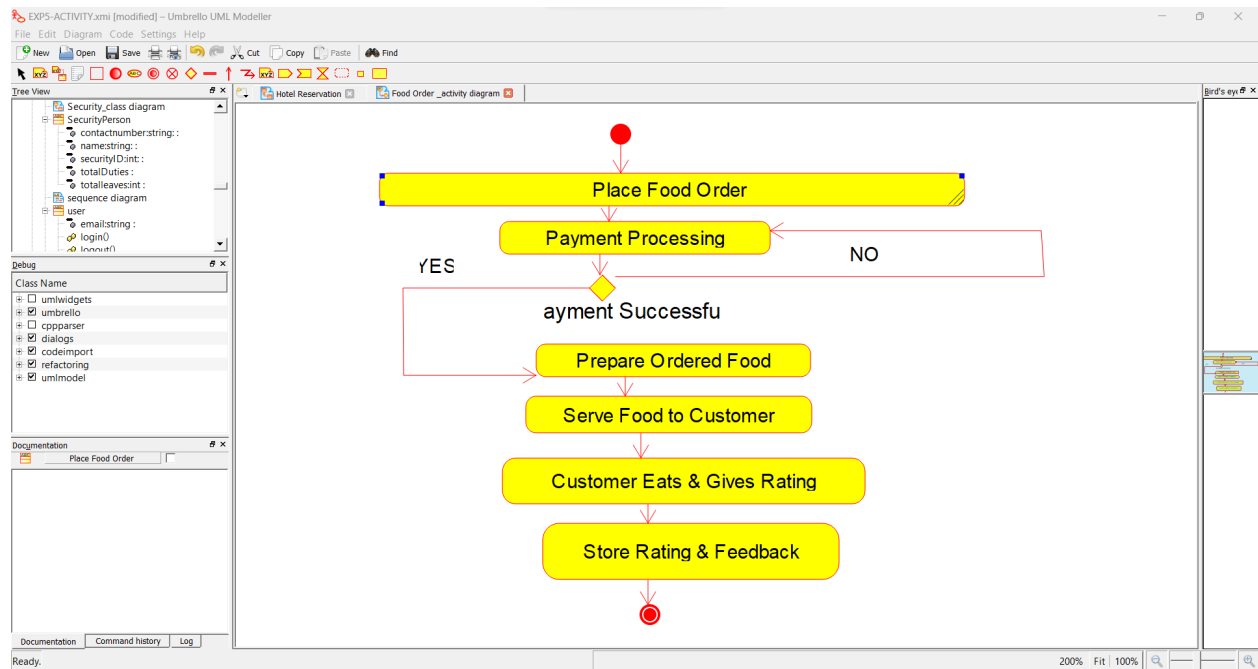 EXP5-ACTIVITY.xmi [modified] – Umbrello UML Modeller
File Edit Diagram Code Settings Help
New Open Save Cut Copy Paste Find
Tree View
Hotel Reservation
Food Order _activity diagram
Bird's eye
Security_class diagram
SecurityPerson
contactnumber:string: :
name:string: :
securityID:int: :
totalDuties :
totalleaves:int :
sequence diagram
user
email:string :
login()
logout()
Debug
Class Name
umlwidgets
umbrello
cppparser
dialogs
codeimport
refactoring
umlmodel
Documentation
Place Food Order
Documentation
Command history
Log
Place Food Order
Payment Processing
NO
YES
ayment Successfu
Prepare Ordered Food
Serve Food to Customer
Customer Eats & Gives Rating
Store Rating & Feedback
Ready.
200% Fit 100%